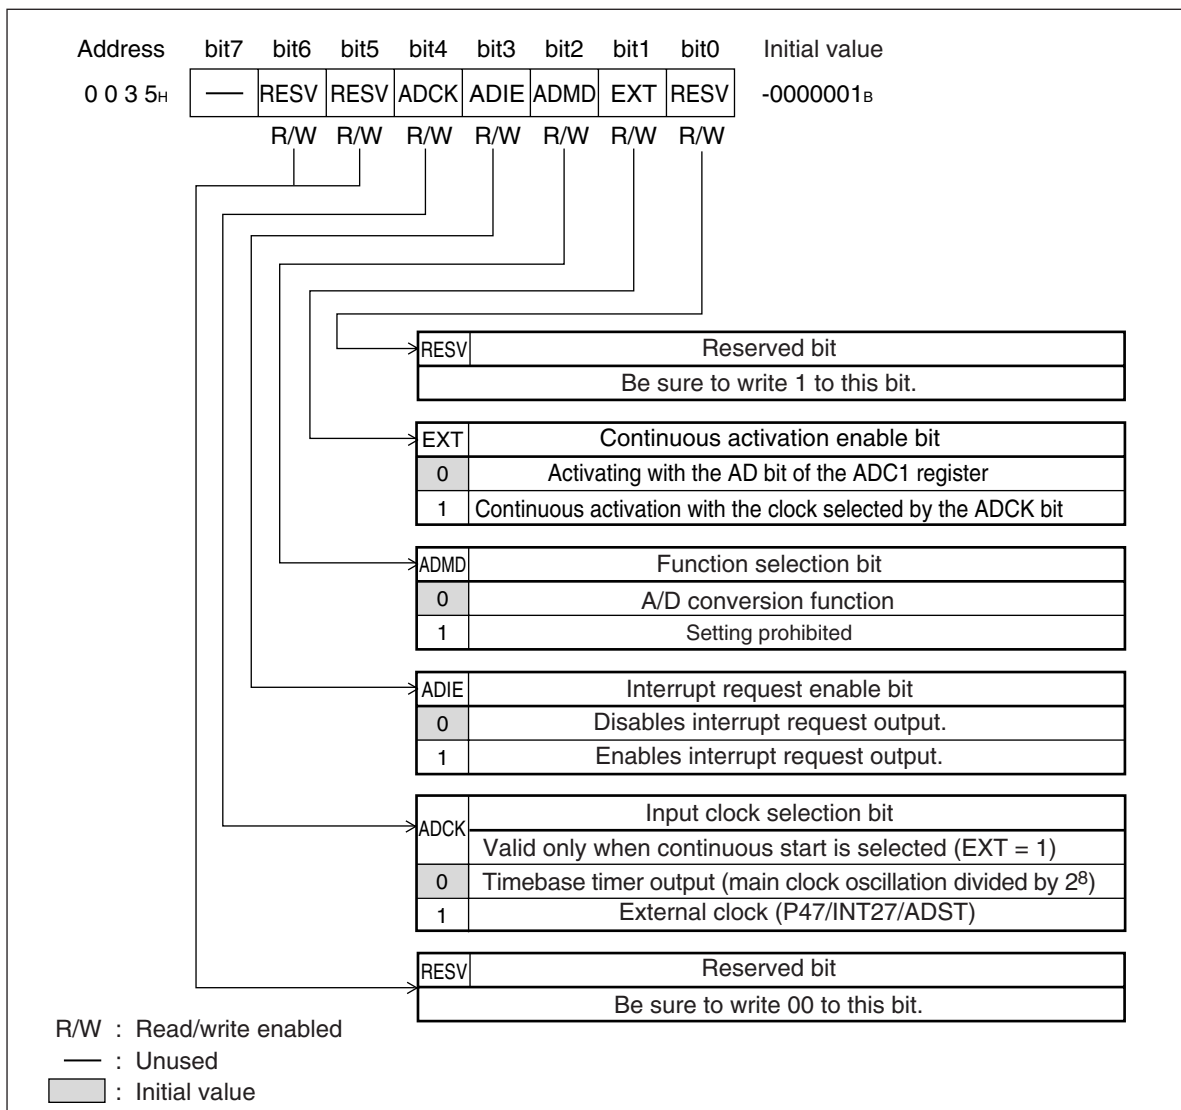 Address bit7 bit6 bit5 bit4 bit3 bit2 bit1 bit0 Initial value
0 0 3 5H — RESV RESV ADCK ADIE ADMD EXT RESV -0000001B
R/W R/W R/W R/W R/W R/W R/W
RESV Reserved bit
Be sure to write 1 to this bit.
EXT Continuous activation enable bit
0 Activating with the AD bit of the ADC1 register
1 Continuous activation with the clock selected by the ADCK bit
ADMD Function selection bit
0 A/D conversion function
1 Setting prohibited
ADIE Interrupt request enable bit
0 Disables interrupt request output.
1 Enables interrupt request output.
ADCK Input clock selection bit
Valid only when continuous start is selected (EXT = 1)
0 Timebase timer output (main clock oscillation divided by 2⁸)
1 External clock (P47/INT27/ADST)
RESV Reserved bit
Be sure to write 00 to this bit.
R/W : Read/write enabled
— : Unused
: Initial value